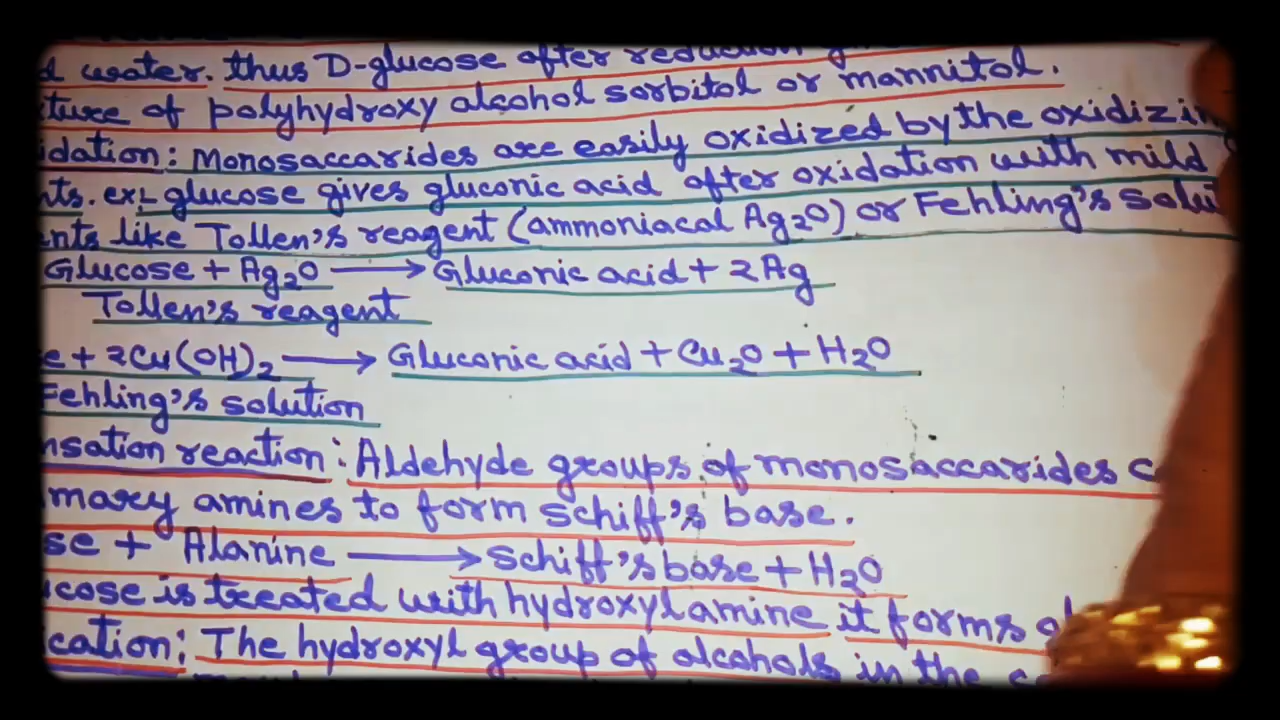 d water. thus D-glucose after reduction
ture of polyhydroxy alcohol sorbitol or mannitol.
idation: Monosaccarides are easily oxidized by the oxidizin
nts. ex:- glucose gives gluconic acid after oxidation with mild
ents like Tollen's reagent (ammoniacal Ag2O) or Fehling's solut
Glucose + Ag2O ⟶ Gluconic acid + 2Ag
Tollen's reagent
e + 2Cu(OH)2 ⟶ Gluconic acid + Cu2O + H2O
Fehling's solution
nsation reaction: Aldehyde groups of monosaccarides c
mary amines to form schiff's base.
se + Alanine ⟶ schiff's base + H2O
ucose is treated with hydroxylamine it forms
cation: The hydroxyl group of alcohols in the